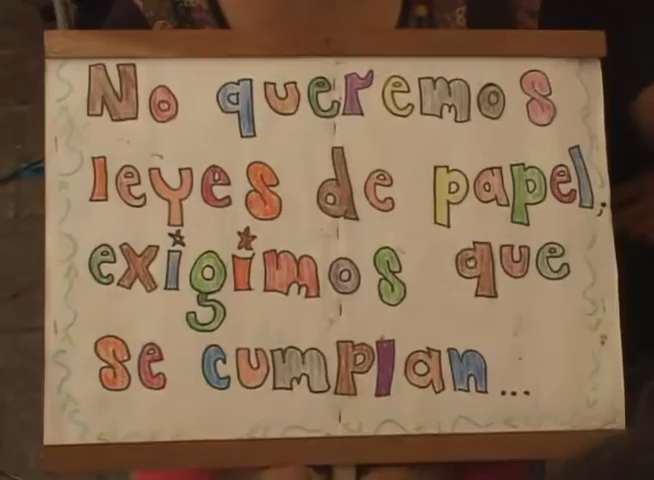 No queremos
leyes de papel,
exigimos que
se cumplan...